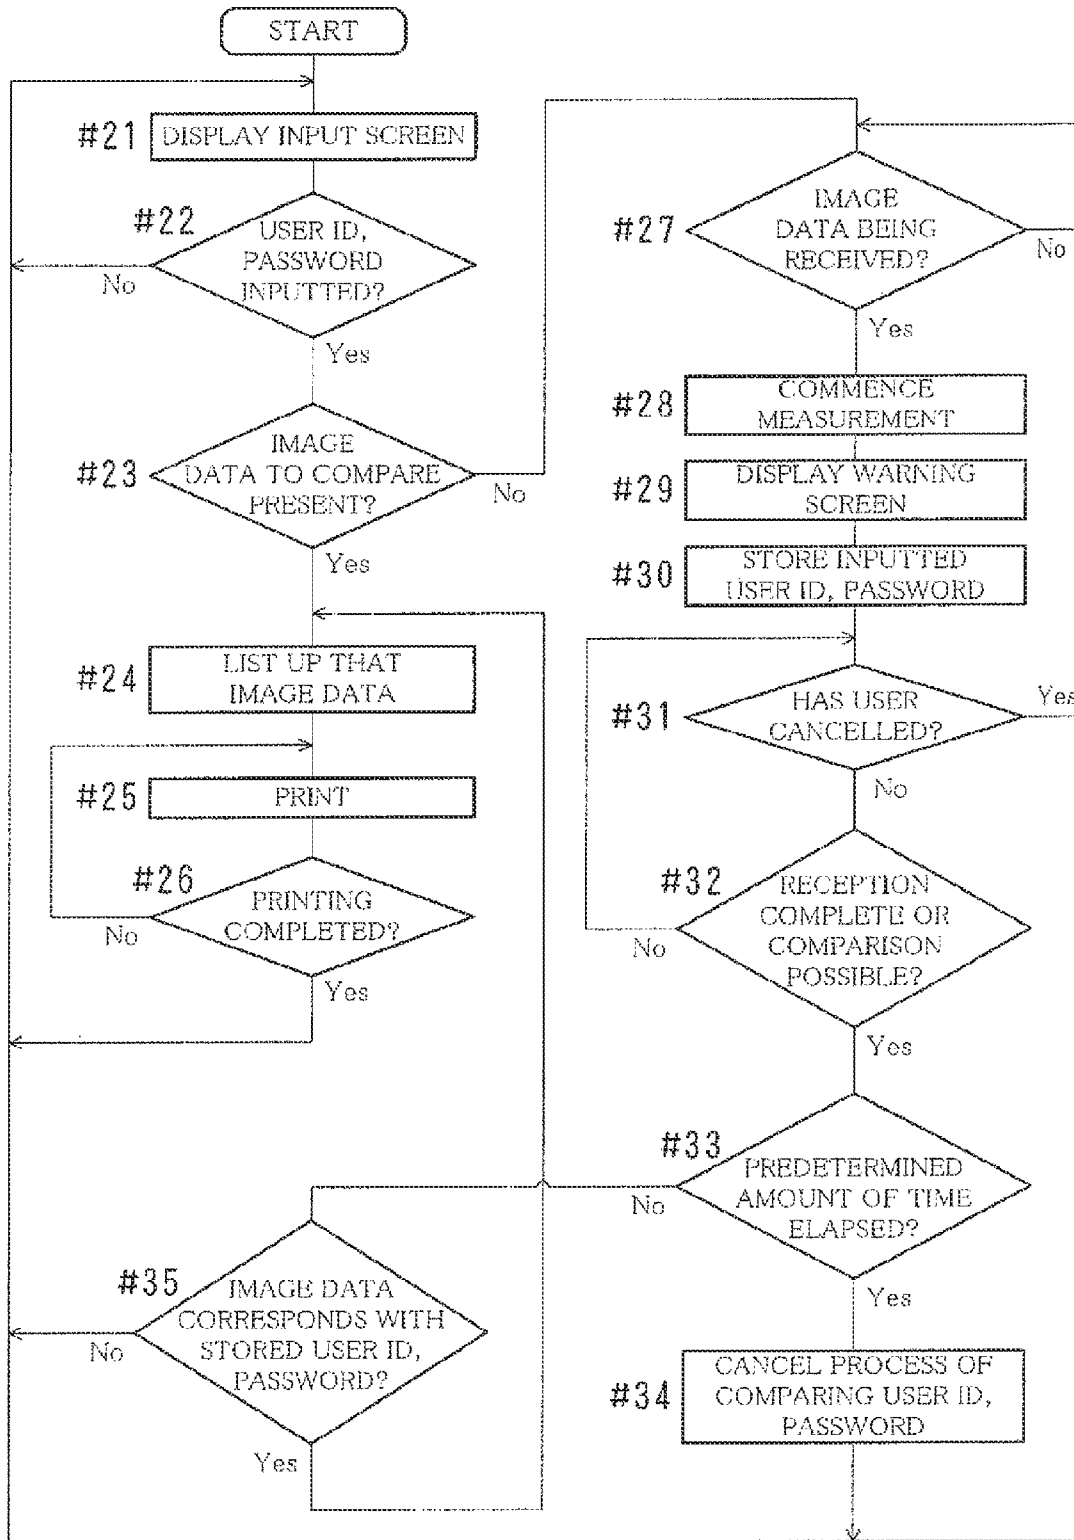 START
#21
DISPLAY INPUT SCREEN
#22
USER ID,
PASSWORD
INPUTTED?
No
Yes
#23
IMAGE
DATA TO COMPARE
PRESENT?
No
Yes
#24
LIST UP THAT
IMAGE DATA
#25
PRINT
#26
PRINTING
COMPLETED?
No
Yes
#27
IMAGE
DATA BEING
RECEIVED?
No
Yes
#28
COMMENCE
MEASUREMENT
#29
DISPLAY WARNING
SCREEN
#30
STORE INPUTTED
USER ID, PASSWORD
#31
HAS USER
CANCELLED?
Yes
No
#32
RECEPTION
COMPLETE OR
COMPARISON
POSSIBLE?
No
Yes
#33
PREDETERMINED
AMOUNT OF TIME
ELAPSED?
No
Yes
#34
CANCEL PROCESS OF
COMPARING USER ID,
PASSWORD
#35
IMAGE DATA
CORRESPONDS WITH
STORED USER ID,
PASSWORD?
No
Yes